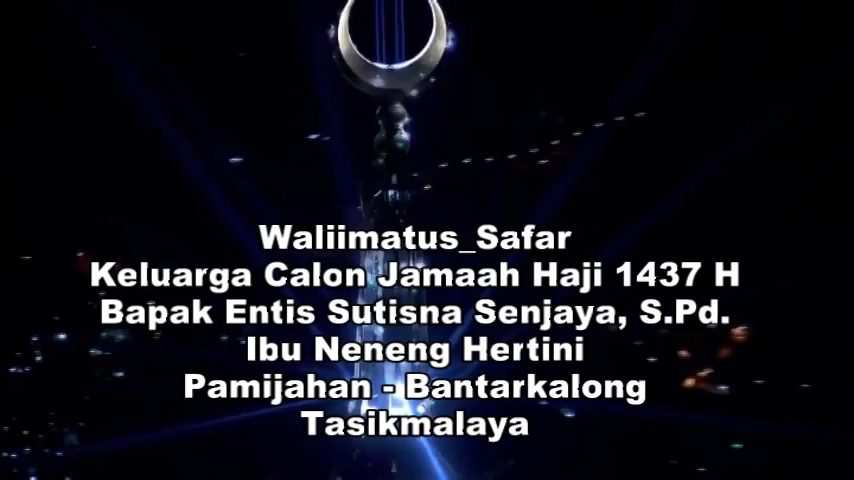 Waliimatus_Safar
Keluarga Calon Jamaah Haji 1437 H
Bapak Entis Sutisna Senjaya, S.Pd.
Ibu Neneng Hertini
Pamijahan - Bantarkalong
Tasikmalaya